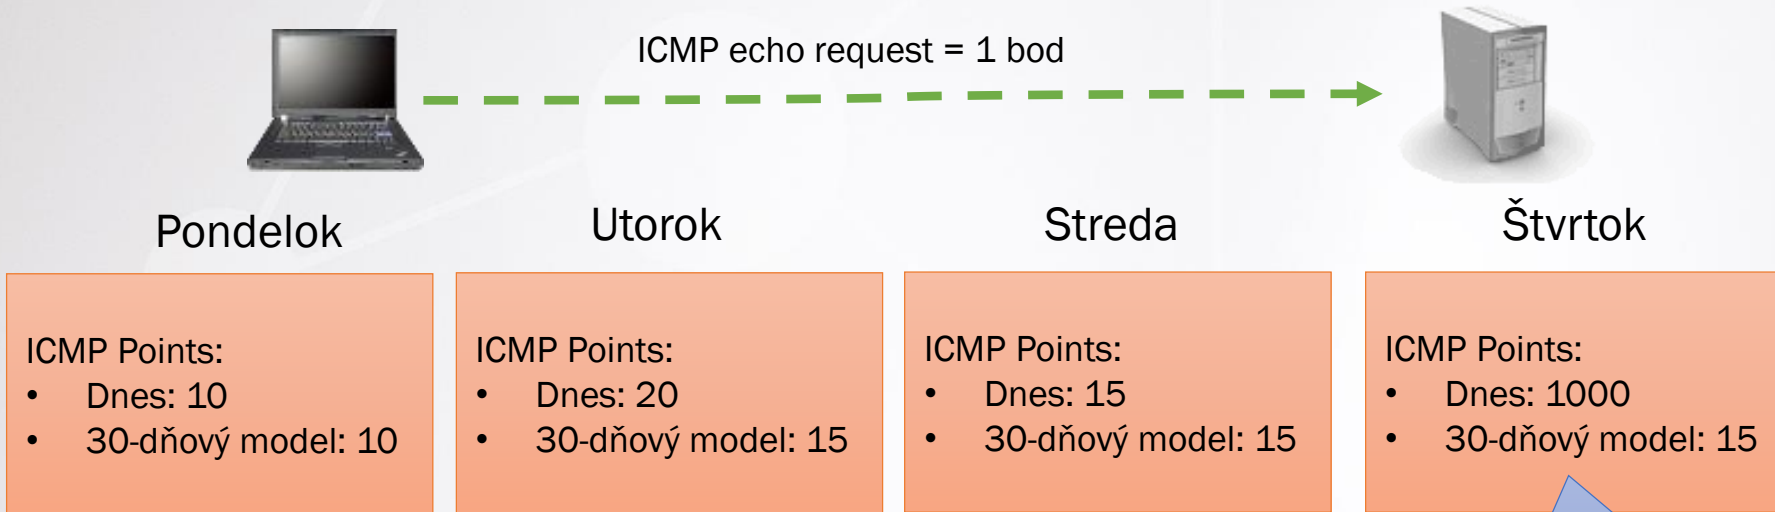 ICMP echo request = 1 bod
Pondelok
Utorok
Streda
Štvrtok
ICMP Points:
• Dnes: 10
• 30-dňový model: 10
ICMP Points:
• Dnes: 20
• 30-dňový model: 15
ICMP Points:
• Dnes: 15
• 30-dňový model: 15
ICMP Points:
• Dnes: 1000
• 30-dňový model: 15